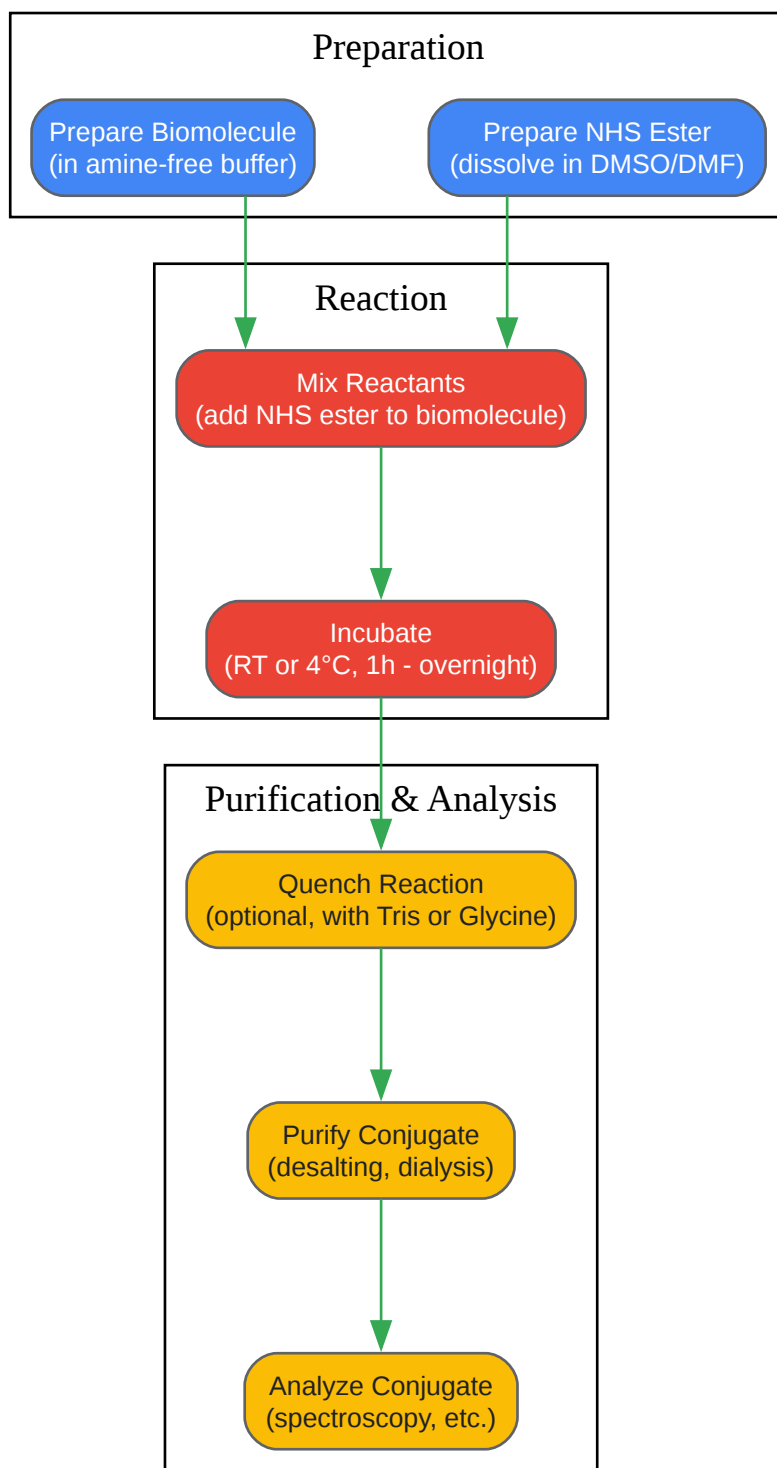 Preparation
Prepare Biomolecule
(in amine-free buffer)
Prepare NHS Ester
(dissolve in DMSO/DMF)
Reaction
Mix Reactants
(add NHS ester to biomolecule)
Incubate
(RT or 4°C, 1h - overnight)
Purification & Analysis
Quench Reaction
(optional, with Tris or Glycine)
Purify Conjugate
(desalting, dialysis)
Analyze Conjugate
(spectroscopy, etc.)